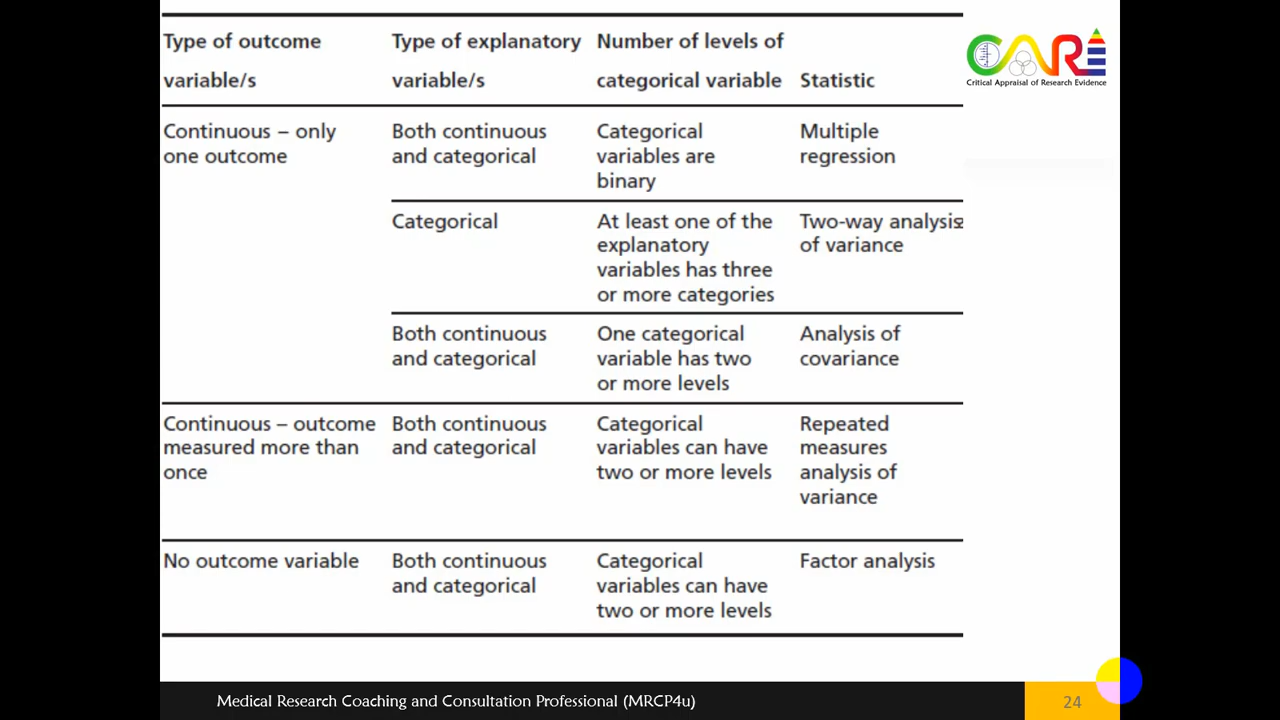 Type of outcome
variable/s
Type of explanatory
variable/s
Number of levels of
categorical variable
Statistic
CARE
Critical Appraisal of Research Evidence
Continuous – only
one outcome
Both continuous
and categorical
Categorical
variables are
binary
Multiple
regression
Categorical
At least one of the
explanatory
variables has three
or more categories
Two-way analysis
of variance
Both continuous
and categorical
One categorical
variable has two
or more levels
Analysis of
covariance
Continuous – outcome
measured more than
once
Both continuous
and categorical
Categorical
variables can have
two or more levels
Repeated
measures
analysis of
variance
No outcome variable
Both continuous
and categorical
Categorical
variables can have
two or more levels
Factor analysis
Medical Research Coaching and Consultation Professional (MRCP4u)
24